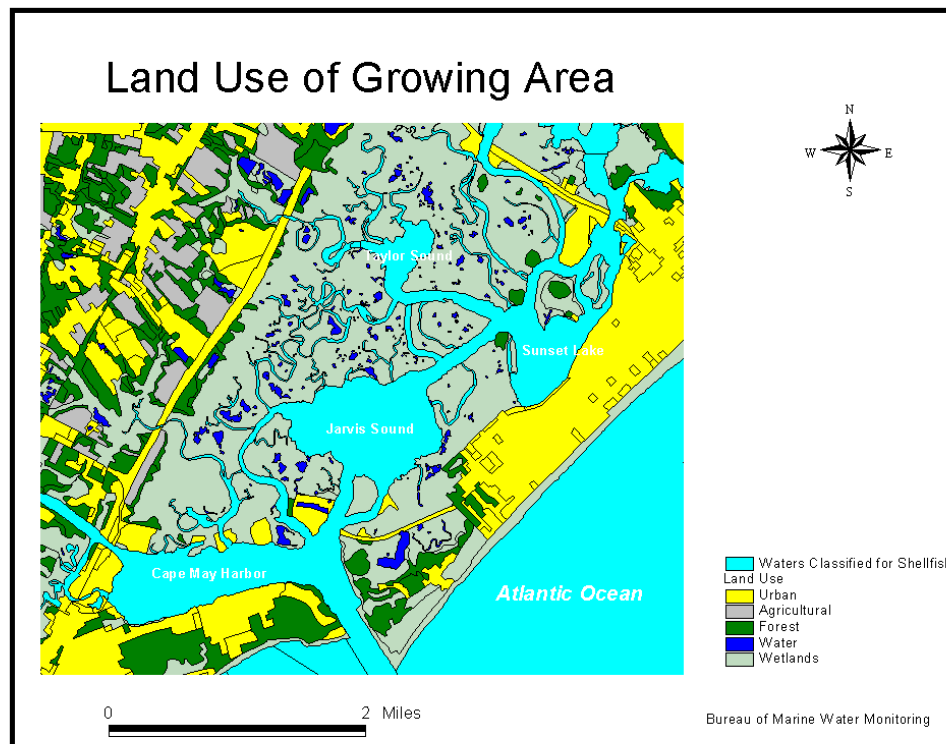 Land Use of Growing Area
N
W E
S
Taylor Sound
Sunset Lake
Jarvis Sound
Cape May Harbor
Atlantic Ocean
Waters Classified for Shellfish
Land Use
Urban
Agricultural
Forest
Water
Wetlands
0 2 Miles
Bureau of Marine Water Monitoring